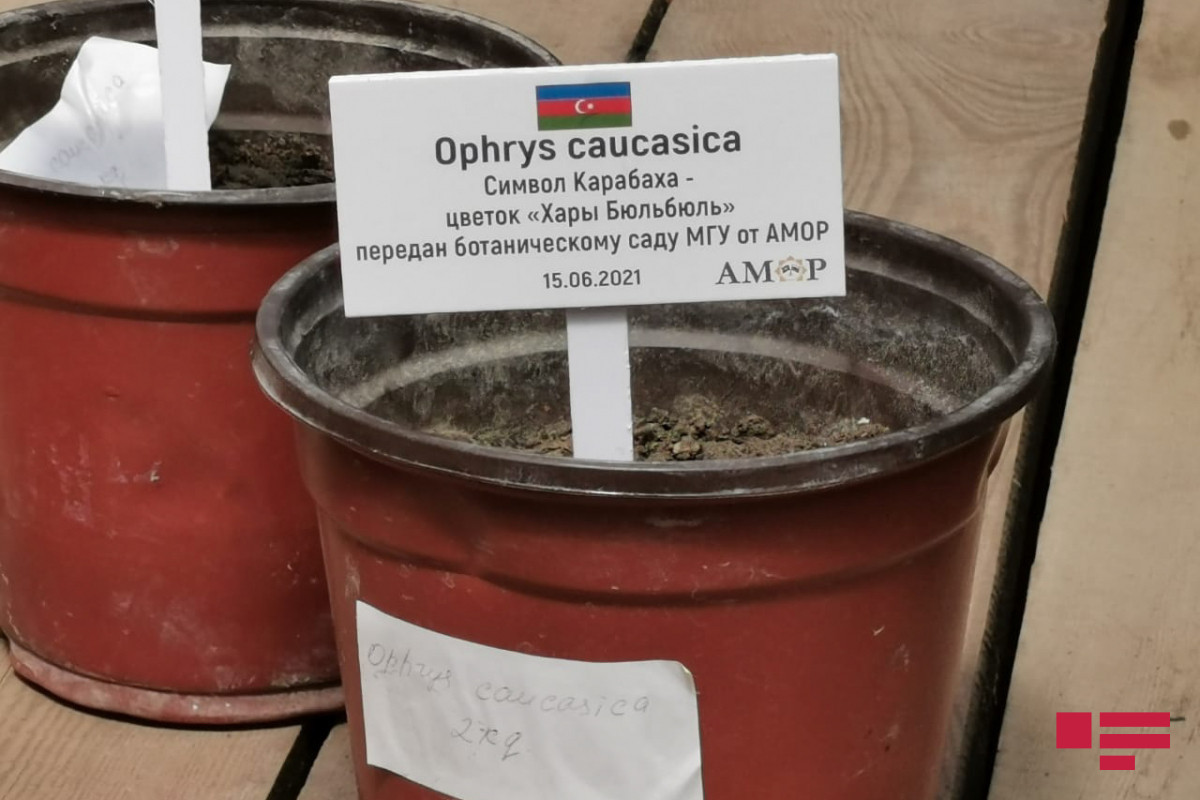 Ophrys caucasica
Символ Карабаха -
цветок «Хары Бюльбюль»
передан ботаническому саду МГУ от АМОР
15.06.2021
АМОР
Ophrys caucasica